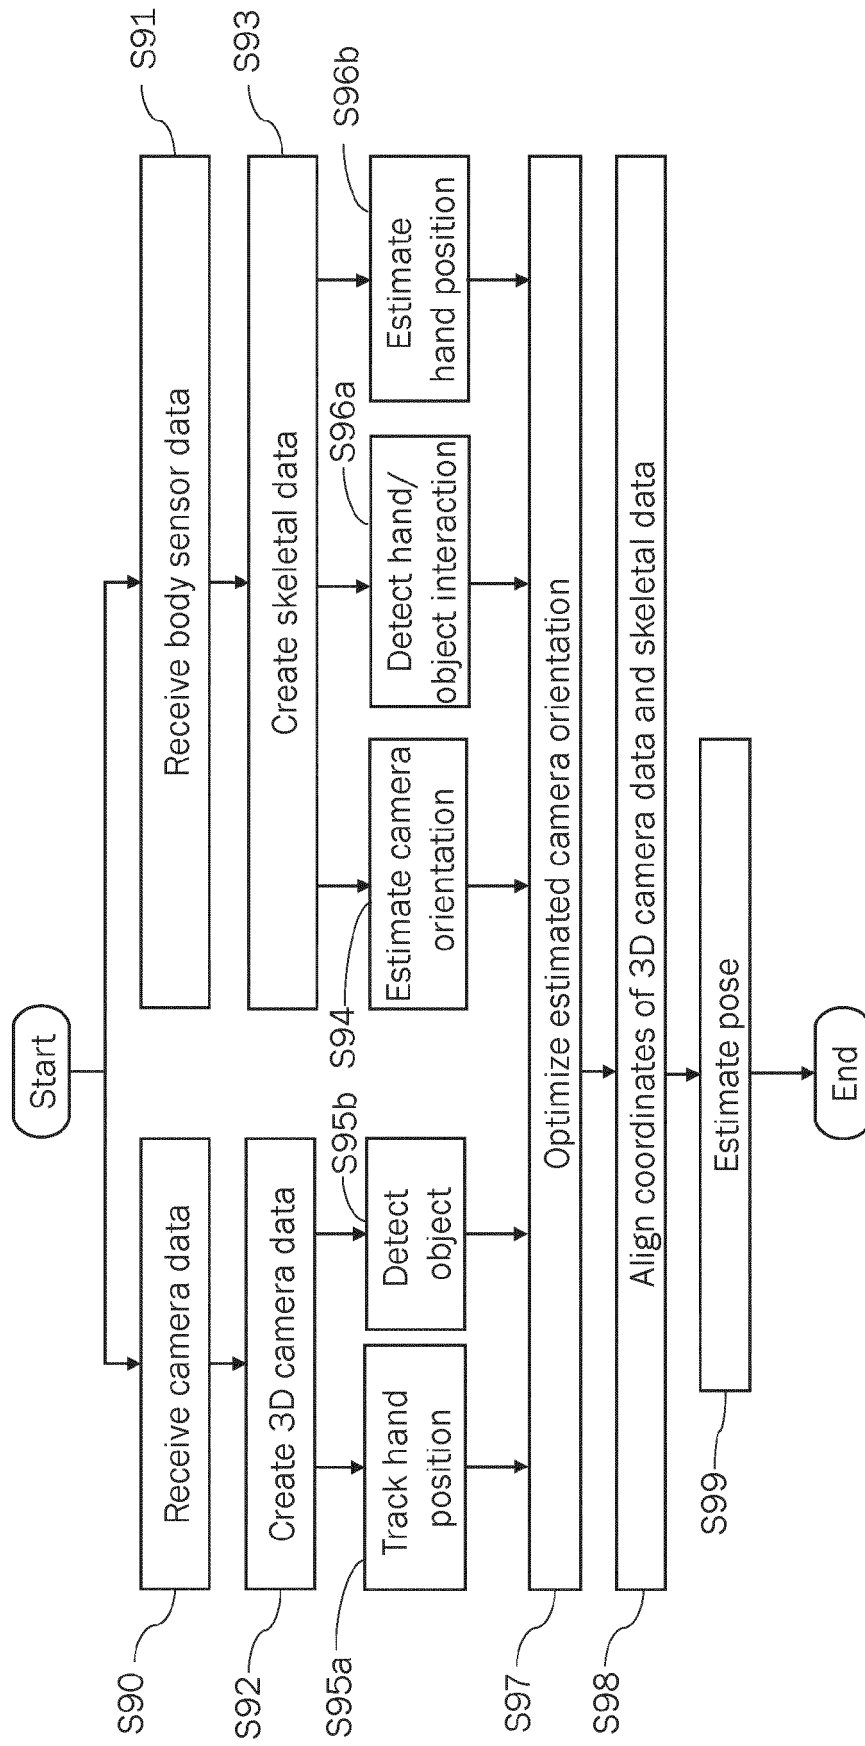 Start
S90
Receive camera data
Receive body sensor data
S91
S92
Create 3D camera data
Create skeletal data
S93
S95a
Track hand
position
S95b
Detect
object
S94
Estimate camera
orientation
S96a
Detect hand/
object interaction
S96b
Estimate
hand position
S97
Optimize estimated camera orientation
S98
Align coordinates of 3D camera data and skeletal data
S99
Estimate pose
End